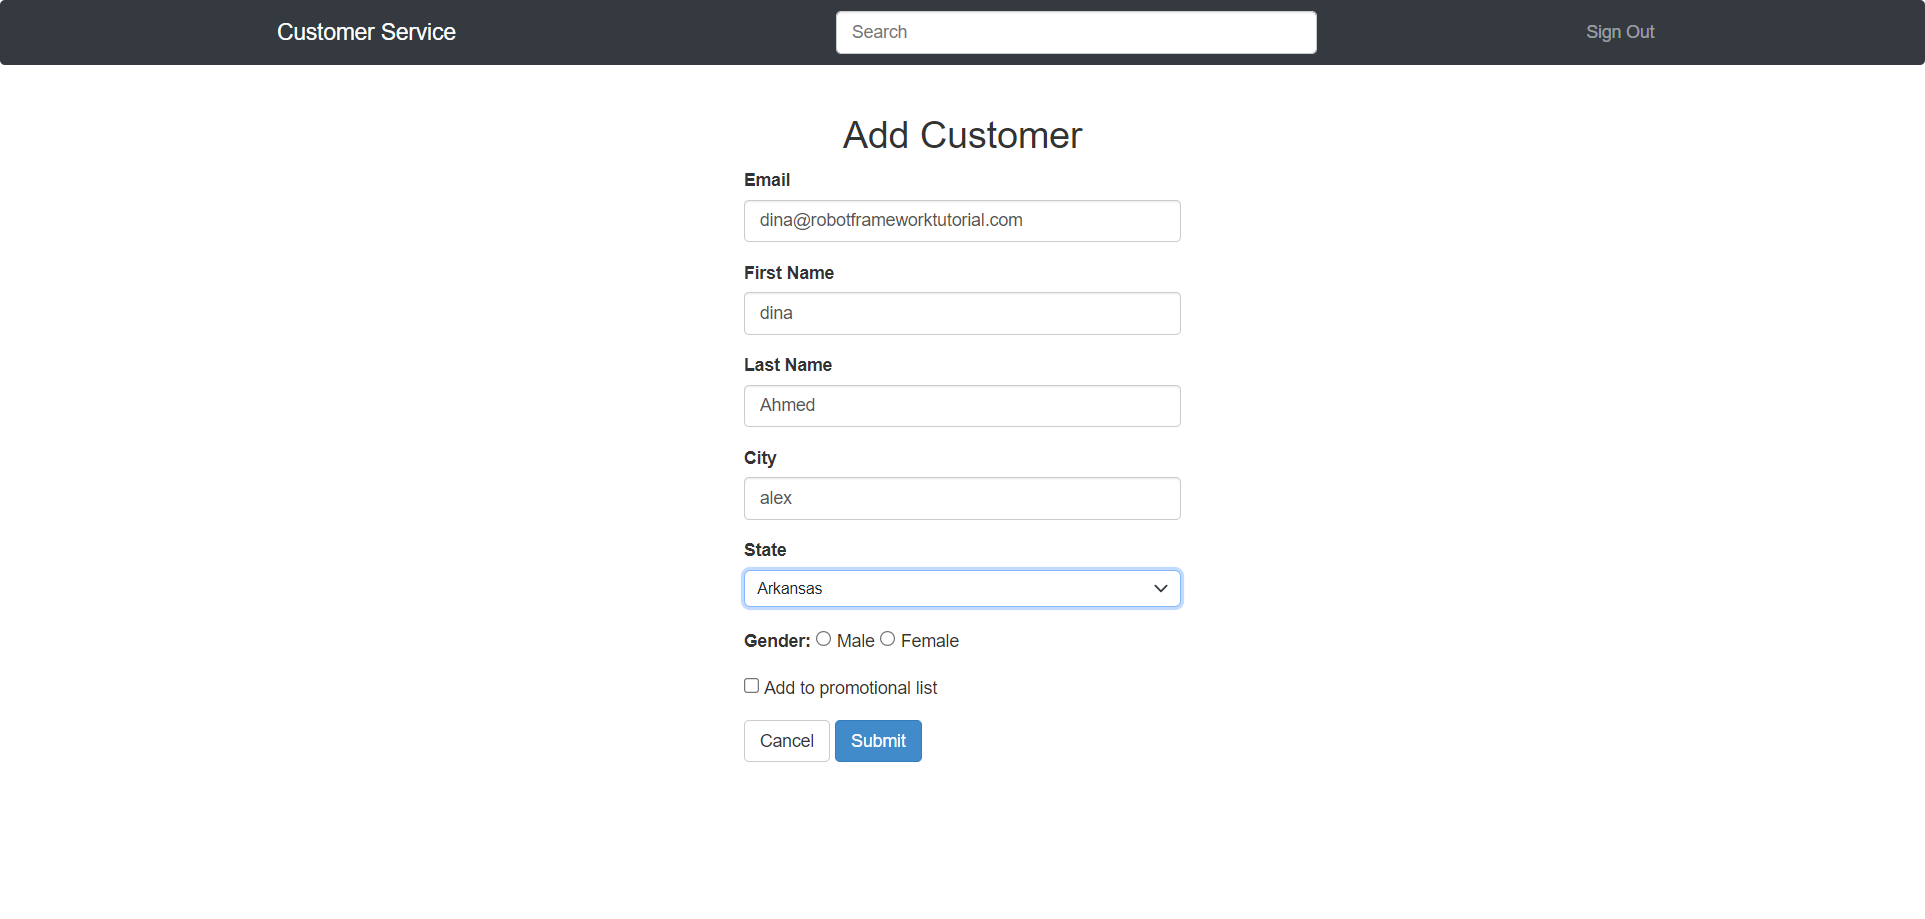 Customer Service
Search
Sign Out
Add Customer
Email
dina@robotframeworktutorial.com
First Name
dina
Last Name
Ahmed
City
alex
State
Arkansas
Gender: Male Female
Add to promotional list
Cancel Submit